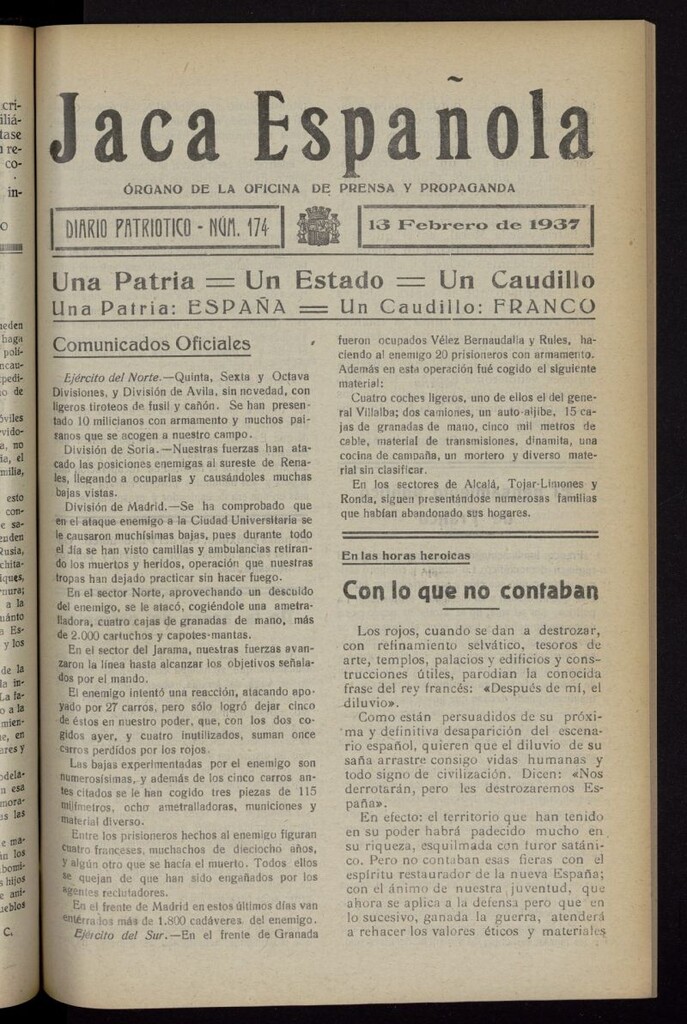 Jaca Española
ÓRGANO DE LA OFICINA DE PRENSA Y PROPAGANDA
DIARIO PATRIOTICO - NÚM. 174
13 Febrero de 1937
Una Patria = Un Estado = Un Caudillo
Una Patria: ESPAÑA = Un Caudillo: FRANCO
Comunicados Oficiales
Ejército del Norte.—Quinta, Sexta y Octava
Divisiones, y División de Avila, sin novedad, con
ligeros tiroteos de fusil y cañón. Se han presen-
tado 10 milicianos con armamento y muchos pai-
sanos que se acogen a nuestro campo.
División de Soria.—Nuestras fuerzas han ata-
cado las posiciones enemigas al sureste de Rena-
les, llegando a ocuparlas y causándoles muchas
bajas vistas.
División de Madrid.—Se ha comprobado que
en el ataque enemigo a la Ciudad Universitaria se
le causaron muchísimas bajas, pues durante todo
el día se han visto camillas y ambulancias retiran-
do los muertos y heridos, operación que nuestras
tropas han dejado practicar sin hacer fuego.
En el sector Norte, aprovechando un descuido
del enemigo, se le atacó, cogiéndole una ametra-
lladora, cuatro cajas de granadas de mano, más
de 2.000 cartuchos y capotes-mantas.
En el sector del Jarama, nuestras fuerzas avan-
zaron la línea hasta alcanzar los objetivos señala-
dos por el mando.
El enemigo intentó una reacción, atacando apo-
yado por 27 carros, pero sólo logró dejar cinco
de éstos en nuestro poder, que, con los dos co-
gidos ayer, y cuatro inutilizados, suman once
carros perdidos por los rojos.
Las bajas experimentadas por el enemigo son
numerosísimas, y además de los cinco carros an-
tes citados se le han cogido tres piezas de 115
milímetros, ocho ametralladoras, municiones y
material diverso.
Entre los prisioneros hechos al enemigo figuran
cuatro franceses, muchachos de dieciocho años,
y algún otro que se hacía el muerto. Todos ellos
se quejan de que han sido engañados por los
agentes reclutadores.
En el frente de Madrid en estos últimos días van
enterrados más de 1.800 cadáveres del enemigo.
Ejército del Sur.—En el frente de Granada
fueron ocupados Vélez Bernaudalla y Rules, ha-
ciendo al enemigo 20 prisioneros con armamento.
Además en esta operación fué cogido el siguiente
material:
Cuatro coches ligeros, uno de ellos el del gene-
ral Villalba; dos camiones, un auto-aljibe, 15 ca-
jas de granadas de mano, cinco mil metros de
cable, material de transmisiones, dinamita, una
cocina de campaña, un mortero y diverso mate-
rial sin clasificar.
En los sectores de Alcalá, Tojar-Limones y
Ronda, siguen presentándose numerosas familias
que habían abandonado sus hogares.
En las horas heroicas
Con lo que no contaban
Los rojos, cuando se dan a destrozar,
con refinamiento selvático, tesoros de
arte, templos, palacios y edificios y cons-
trucciones útiles, parodian la conocida
frase del rey francés: «Después de mí, el
diluvio».
Como están persuadidos de su próxi-
ma y definitiva desaparición del escena-
rio español, quieren que el diluvio de su
saña arrastre consigo vidas humanas y
todo signo de civilización. Dicen: «Nos
derrotarán, pero les destrozaremos Es-
paña».
En efecto: el territorio que han tenido
en su poder habrá padecido mucho en
su riqueza, esquilmada con furor satáni-
co. Pero no contaban esas fieras con el
espíritu restaurador de la nueva España;
con el ánimo de nuestra juventud, que
ahora se aplica a la defensa pero que en
lo sucesivo, ganada la guerra, atenderá
a rehacer los valores éticos y materiales